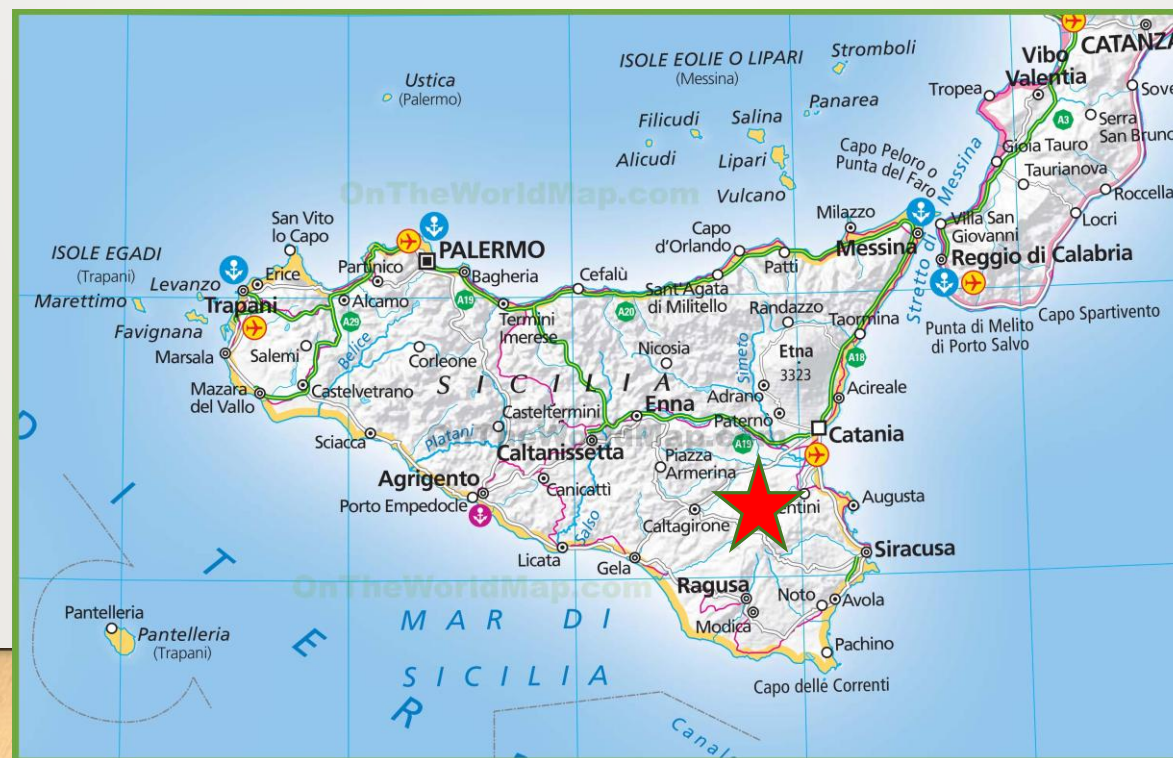 CATANZA
Vibo
Valentia
Stromboli
ISOLE EOLIE O LIPARI
(Messina)
Ustica
(Palermo)
Panarea
Tropea
Sove
Filicudi
Salina
A3
Serra
San Bruno
Alicudi
Lipari
Capo Peloro o
Punta del Faro
Gioia Tauro
Taurianova
Vulcano
OnTheWorldMap.com
Roccella
San Vito
lo Capo
Milazzo
Villa San
Giovanni
Locri
Capo
d'Orlando
Messina
Stretto di Messina
ISOLE EGADI
(Trapani)
PALERMO
Partinico
Erice
Bagheria
Cefalù
Patti
Reggio di Calabria
Levanzo
Marettimo
Trapani
Alcamo
A19
Sant'Agata
di Militello
Randazzo
Favignana
A29
Termini
Imerese
A20
Taormina
Punta di Melito
di Porto Salvo
Capo Spartivento
Marsala
Salemi
Belice
Corleone
Nicosia
Simeto
Etna
3323
A18
Mazara
del Vallo
Castelvetrano
SICILIA
Adrano
Acireale
Casteltermini
Enna
Paterno
Sciacca
Platani
OnTheWorldMap.com
A19
Catania
Caltanissetta
Piazza
Armerina
Agrigento
Canicattì
Porto Empedocle
Salso
Caltagirone
entini
Augusta
Licata
Gela
Siracusa
OnTheWorldMap.com
Ragusa
Noto
Avola
Modica
Pantelleria
Pantelleria
(Trapani)
MAR DI
SICILIA
Pachino
Capo delle Correnti
D I T E R
Canale